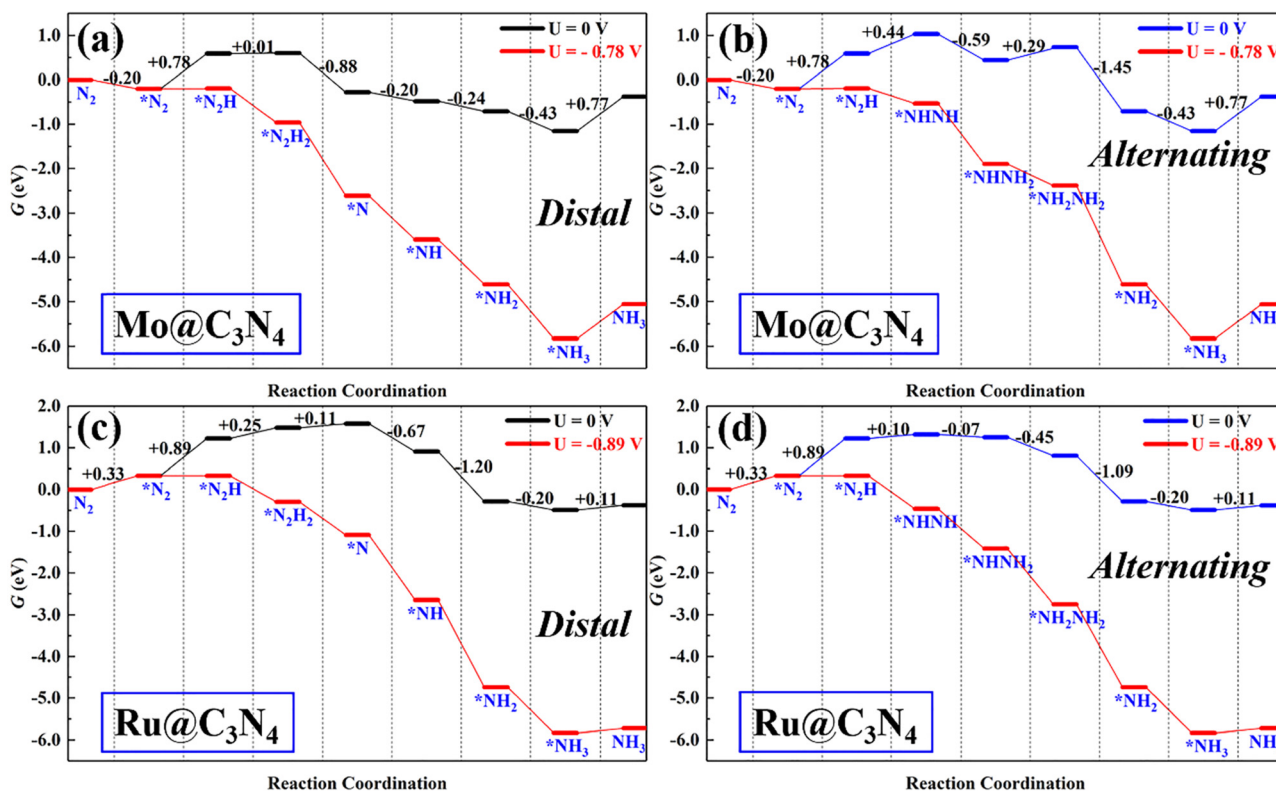 (a)
U = 0 V
U = - 0.78 V
G (eV)
1.0
0.0
-1.0
-2.0
-3.0
-4.0
-5.0
-6.0
-0.20
+0.78
+0.01
-0.88
-0.20
-0.24
-0.43
+0.77
N₂
*N₂
*N₂H
*N₂H₂
*N
*NH
*NH₂
*NH₃
NH₃
Distal
Mo@C₃N₄
Reaction Coordination
(b)
U = 0 V
U = - 0.78 V
G (eV)
1.0
0.0
-1.0
-2.0
-3.0
-4.0
-5.0
-6.0
-0.20
+0.78
+0.44
-0.59
+0.29
-1.45
-0.43
+0.77
N₂
*N₂
*N₂H
*NHNH
*NHNH₂
*NH₂NH₂
*NH₂
*NH₃
NH
Alternating
Mo@C₃N₄
Reaction Coordination
(c)
U = 0 V
U = -0.89 V
G (eV)
2.0
1.0
0.0
-1.0
-2.0
-3.0
-4.0
-5.0
-6.0
+0.33
+0.89
+0.25
+0.11
-0.67
-1.20
-0.20
+0.11
N₂
*N₂
*N₂H
*N₂H₂
*N
*NH
*NH₂
*NH₃
NH₃
Distal
Ru@C₃N₄
Reaction Coordination
(d)
U = 0 V
U = -0.89 V
G (eV)
2.0
1.0
0.0
-1.0
-2.0
-3.0
-4.0
-5.0
-6.0
+0.33
+0.89
+0.10
-0.07
-0.45
-1.09
-0.20
+0.11
N₂
*N₂
*N₂H
*NHNH
*NHNH₂
*NH₂NH₂
*NH₂
*NH₃
NH
Alternating
Ru@C₃N₄
Reaction Coordination